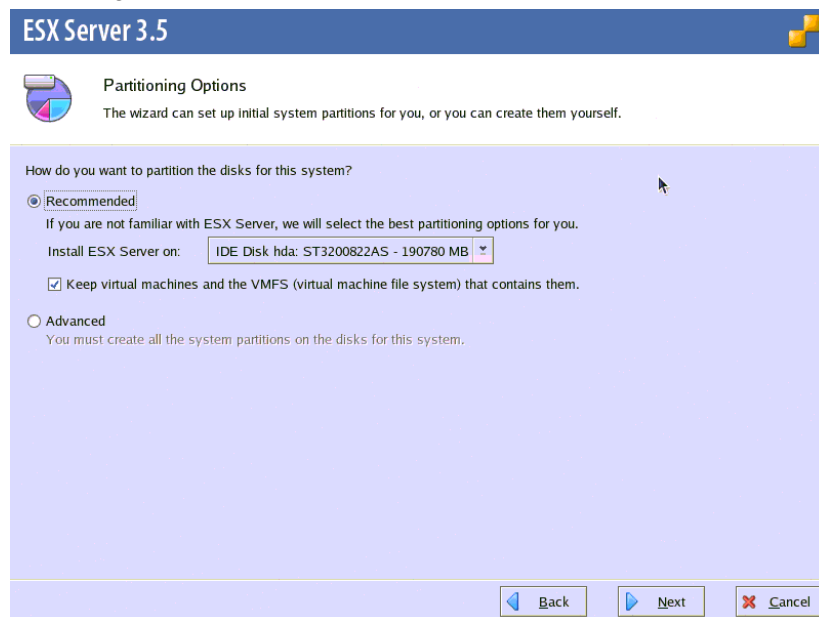 ESX Server 3.5
Partitioning Options
The wizard can set up initial system partitions for you, or you can create them yourself.
How do you want to partition the disks for this system?
Recommended
If you are not familiar with ESX Server, we will select the best partitioning options for you.
Install ESX Server on: IDE Disk hda: ST3200822AS - 190780 MB
Keep virtual machines and the VMFS (virtual machine file system) that contains them.
Advanced
You must create all the system partitions on the disks for this system.
Back Next Cancel